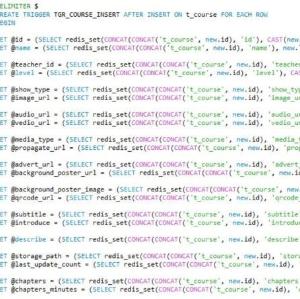 ELIMITER $
REATE TRIGGER TGR_COURSE_INSERT AFTER INSERT ON t_course FOR EACH ROW
EGIN
ET @id = (SELECT redis_set(CONCAT(CONCAT('t_course', new.id), 'id'), CAST(new
ET @name = (SELECT redis_set(CONCAT(CONCAT('t_course', new.id), 'name'), new.
ET @teacher_id = (SELECT redis_set(CONCAT(CONCAT('t_course', new.id), 'teache
ET @level = (SELECT redis_set(CONCAT(CONCAT('t_course', new.id), 'level'), CAS
ET @show_type = (SELECT redis_set(CONCAT(CONCAT('t_course', new.id), 'show_ty
ET @image_url = (SELECT redis_set(CONCAT(CONCAT('t_course', new.id), 'image_u
ET @audio_url = (SELECT redis_set(CONCAT(CONCAT('t_course', new.id), 'audio_u
ET @vedio_url = (SELECT redis_set(CONCAT(CONCAT('t_course', new.id), 'vedio_u
ET @media_type = (SELECT redis_set(CONCAT(CONCAT('t_course', new.id), 'media_
ET @propagate_url = (SELECT redis_set(CONCAT(CONCAT('t_course', new.id), 'pro
ET @advert_url = (SELECT redis_set(CONCAT(CONCAT('t_course', new.id), 'advert
ET @background_poster_url = (SELECT redis_set(CONCAT(CONCAT('t_course', new.i
ET @background_poster_image = (SELECT redis_set(CONCAT(CONCAT('t_course', new
ET @qrcode_url = (SELECT redis_set(CONCAT(CONCAT('t_course', new.id), 'qrcode
ET @subtitle = (SELECT redis_set(CONCAT(CONCAT('t_course', new.id), 'subtitle
ET @introduce = (SELECT redis_set(CONCAT(CONCAT('t_course', new.id), 'introdu
ET @describe = (SELECT redis_set(CONCAT(CONCAT('t_course', new.id), 'describe
ET @storage_path = (SELECT redis_set(CONCAT(CONCAT('t_course', new.id), 'stor
ET @last_update_count = (SELECT redis_set(CONCAT(CONCAT('t_course', new.id),
ET @chapters = (SELECT redis_set(CONCAT(CONCAT('t_course', new.id), 'chapters
ET @chapters_minutes = (SELECT redis_set(CONCAT(CONCAT('t_course', new.id), 'c